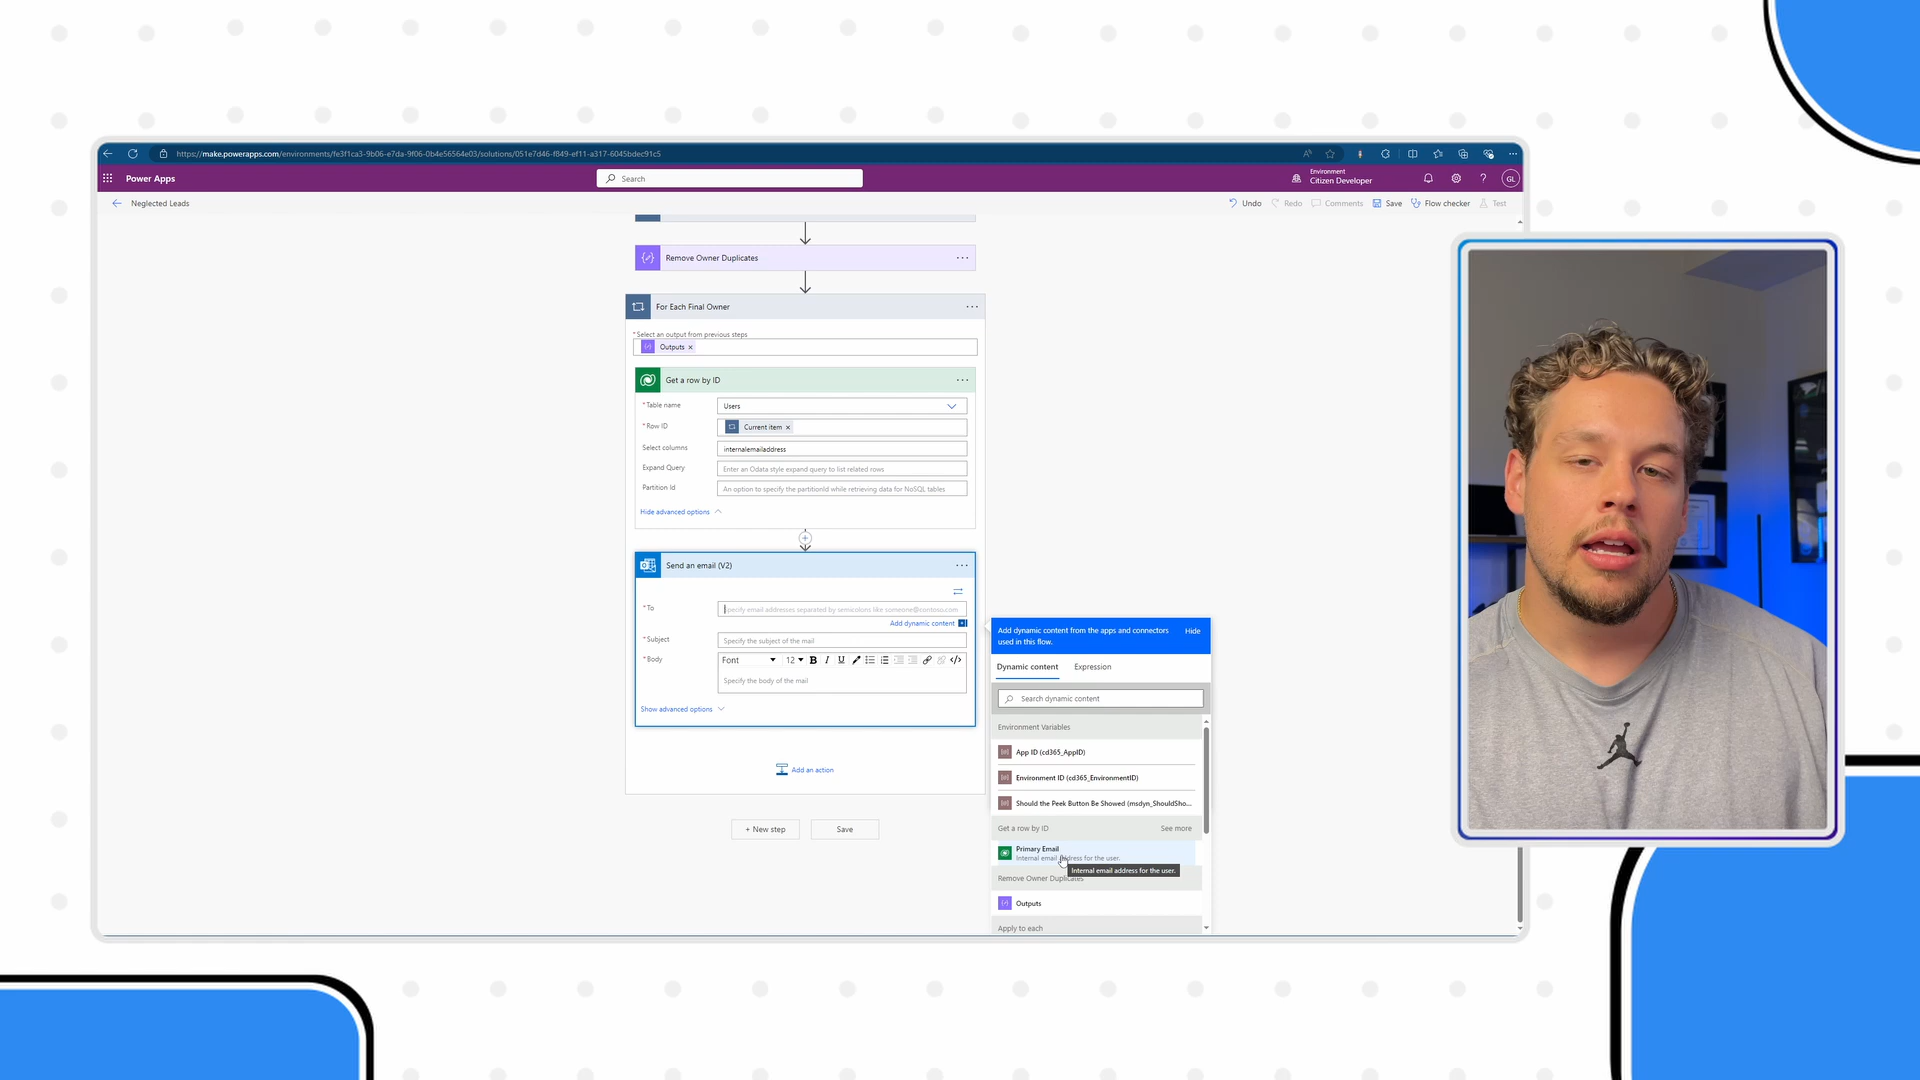 https://make.powerapps.com/environments/fe3f1ca3-9b06-e7da-9f06-0b4e56564e03/solutions/051e7d46-f849-ef11-a317-6045bdec91c5
Power Apps
Search
Environment
Citizen Developer
?
GL
Neglected Leads
Undo
Redo
Comments
Save
Flow checker
Test
Remove Owner Duplicates
For Each Final Owner
* Select an output from previous steps
Outputs ×
Get a row by ID
* Table name
Users
* Row ID
Current item ×
Select columns
internalemailaddress
Expand Query
Enter an Odata style expand query to list related rows
Partition Id
An option to specify the partitionId while retrieving data for NoSQL tables
Hide advanced options
Send an email (V2)
* To
Specify email addresses separated by semicolons like someone@contoso.com
Add dynamic content
* Subject
Specify the subject of the mail
* Body
Font
12
B
I
U
</>
Specify the body of the mail
Show advanced options
Add an action
+ New step
Save
Add dynamic content from the apps and connectors
used in this flow.
Hide
Dynamic content
Expression
Search dynamic content
Environment Variables
App ID (cd365_AppID)
Environment ID (cd365_EnvironmentID)
Should the Peek Button Be Showed (msdyn_ShouldSho...
Get a row by ID
See more
Primary Email
Internal email address for the user.
Internal email address for the user.
Remove Owner Duplicates
Outputs
Apply to each